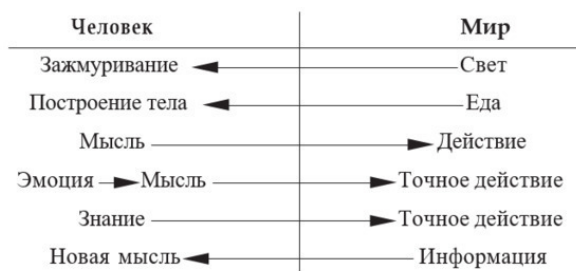 Человек Мир
Зажмуривание Свет
Построение тела Еда
Мысль Действие
Эмоция Мысль Точное действие
Знание Точное действие
Новая мысль Информация